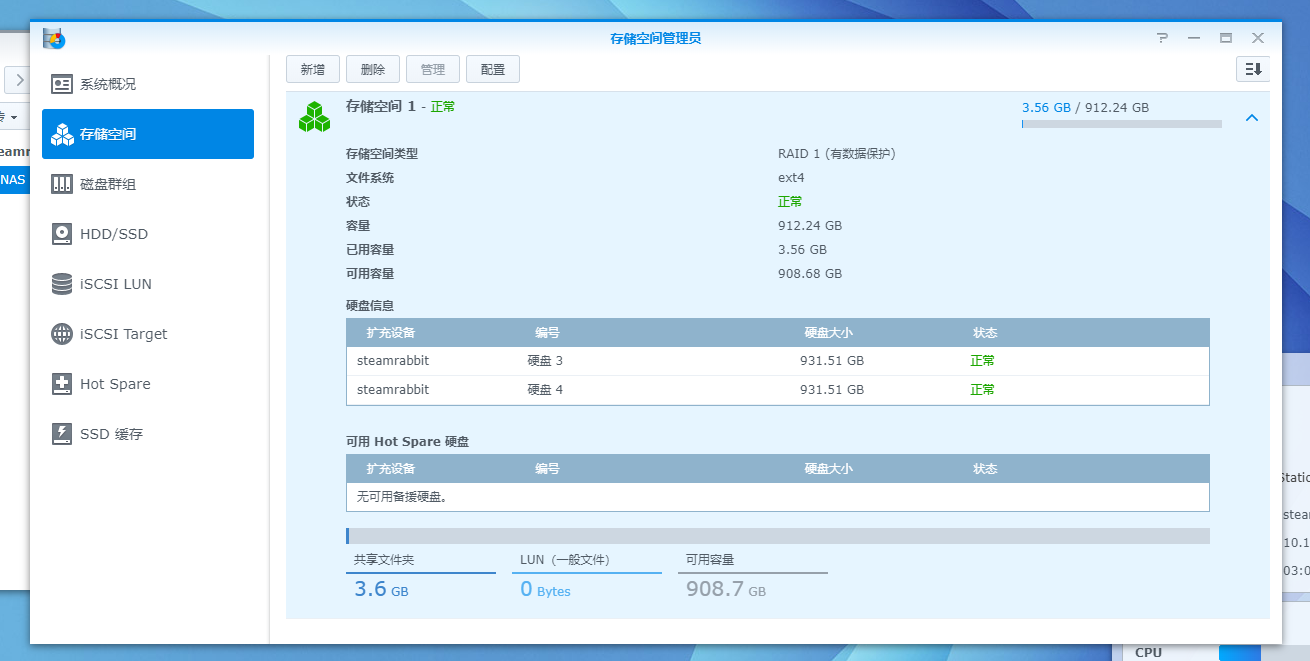 存储空间管理员
系统概况
存储空间
磁盘群组
HDD/SSD
iSCSI LUN
iSCSI Target
Hot Spare
SSD 缓存
新增 删除 管理 配置
存储空间 1 - 正常
3.56 GB / 912.24 GB
存储空间类型 RAID 1 (有数据保护)
文件系统 ext4
状态 正常
容量 912.24 GB
已用容量 3.56 GB
可用容量 908.68 GB
硬盘信息
扩充设备 编号 硬盘大小 状态
steamrabbit 硬盘 3 931.51 GB 正常
steamrabbit 硬盘 4 931.51 GB 正常
可用 Hot Spare 硬盘
扩充设备 编号 硬盘大小 状态
无可用备援硬盘。
共享文件夹 LUN（一般文件） 可用容量
3.6 GB 0 Bytes 908.7 GB
NAS
CPU